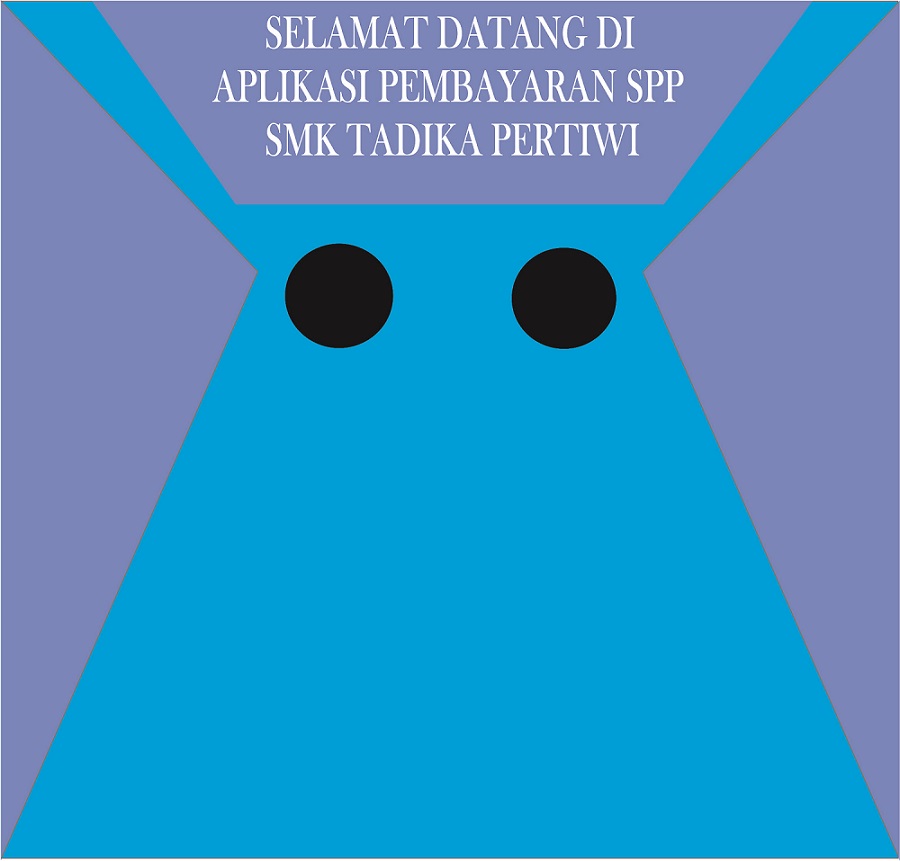 SELAMAT DATANG DI
APLIKASI PEMBAYARAN SPP
SMK TADIKA PERTIWI